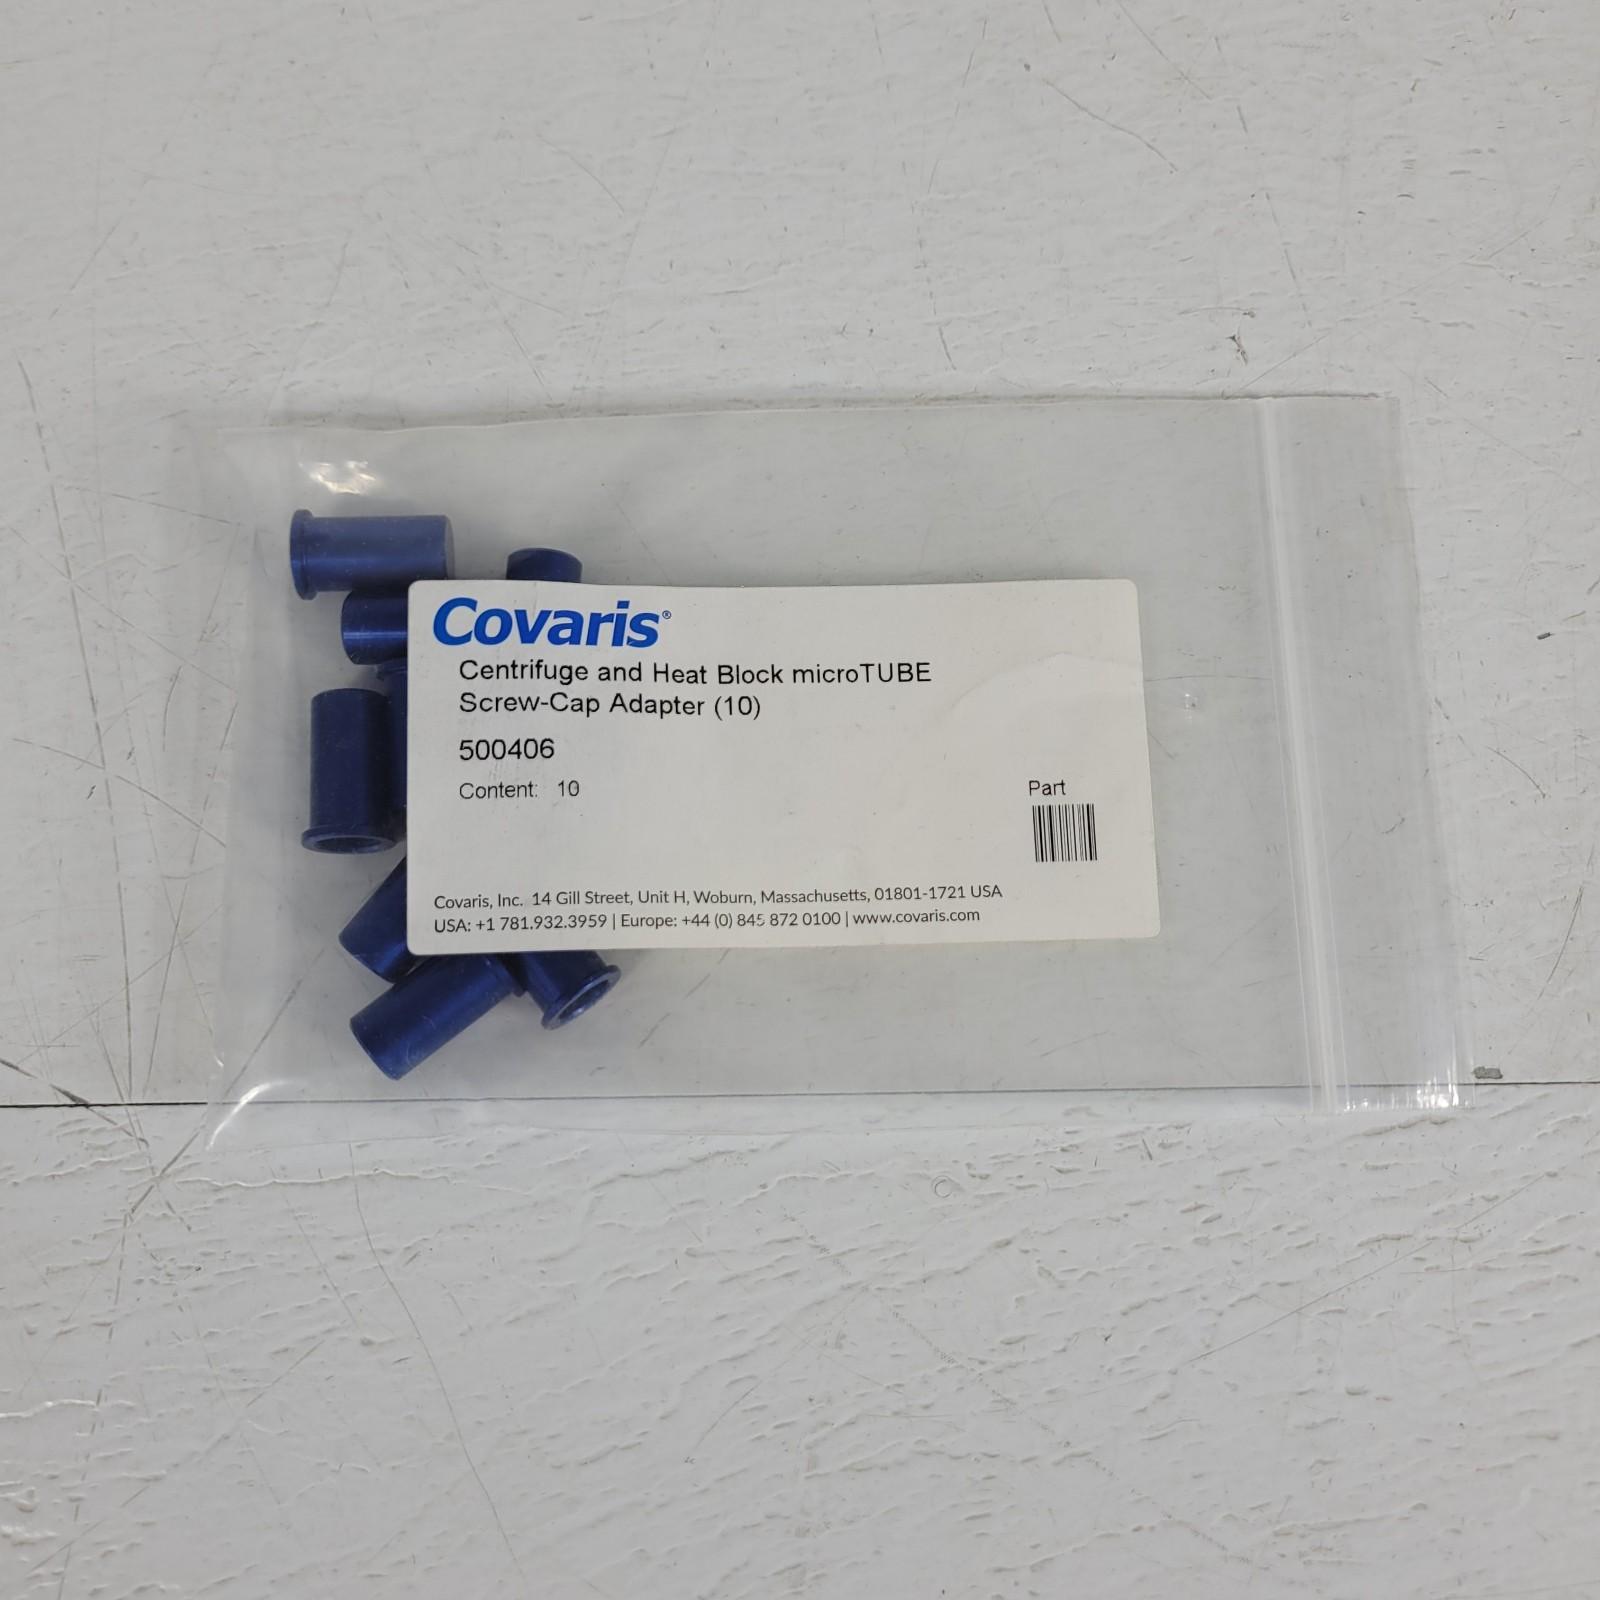 Covaris®
Centrifuge and Heat Block microTUBE
Screw-Cap Adapter (10)
500406
Content: 10
Part
Covaris, Inc. 14 Gill Street, Unit H, Woburn, Massachusetts, 01801-1721 USA
USA: +1 781.932.3959 | Europe: +44 (0) 845 872 0100 | www.covaris.com